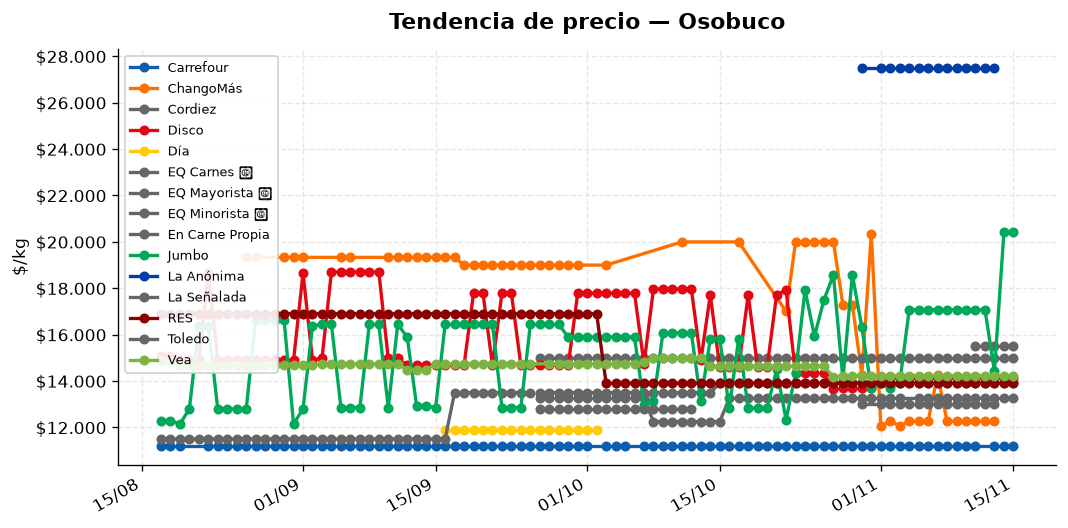 Tendencia de precio — Osobuco
$/kg
$28.000
$26.000
$24.000
$22.000
$20.000
$18.000
$16.000
$14.000
$12.000
Carrefour
ChangoMás
Cordiez
Disco
Día
EQ Carnes
EQ Mayorista
EQ Minorista
En Carne Propia
Jumbo
La Anónima
La Señalada
RES
Toledo
Vea
15/08
01/09
15/09
01/10
15/10
01/11
15/11